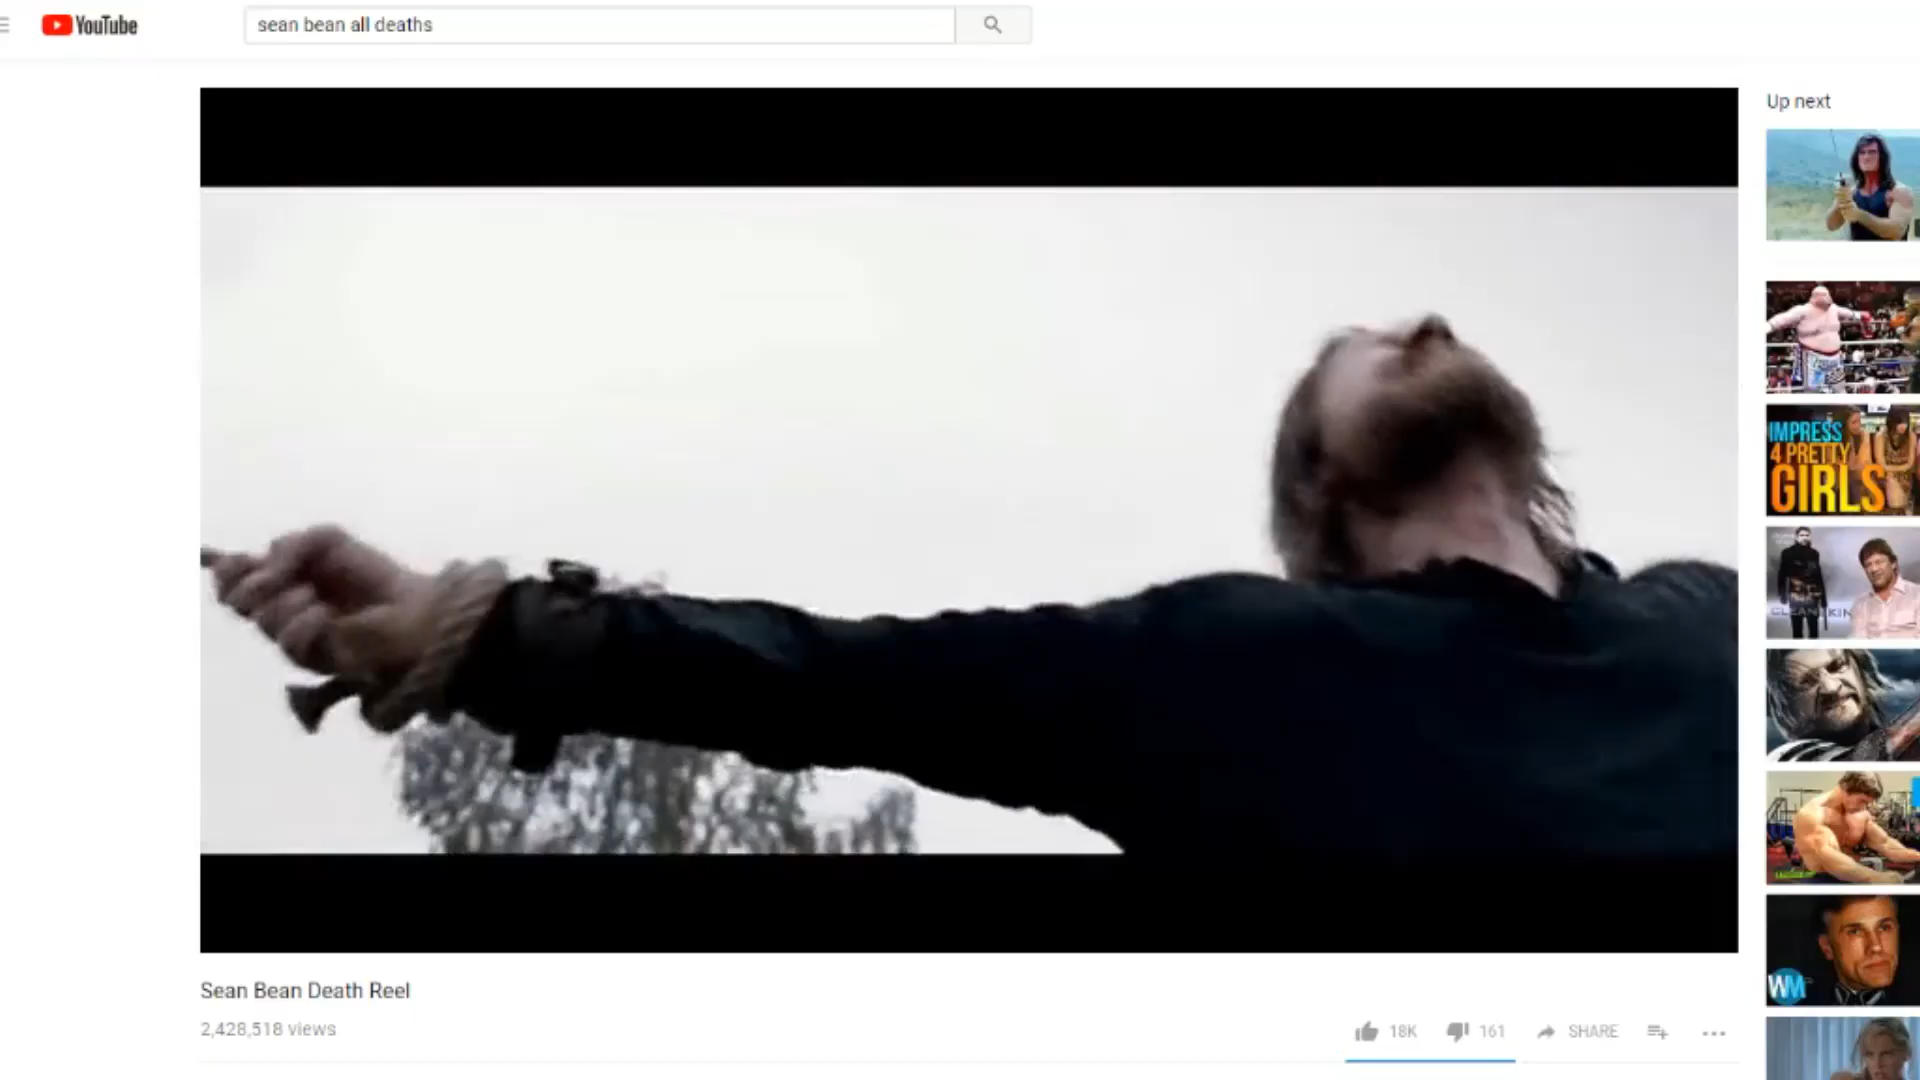 YouTube
sean bean all deaths
Up next
IMPRESS
4 PRETTY
GIRLS
CLEANSKIN
WM
Sean Bean Death Reel
2,428,518 views
18K
161
SHARE